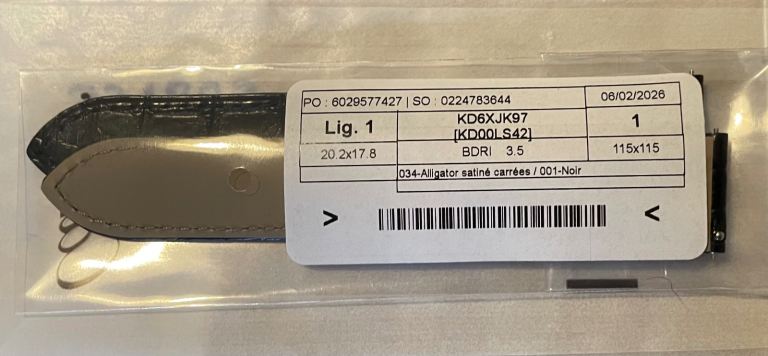 PO : 6029577427 | SO : 0224783644
06/02/2026
Lig. 1
KD6XJK97
[KD00LS42]
1
20.2x17.8
BDRI 3.5
115x115
034-Alligator satiné carrées / 001-Noir
> <